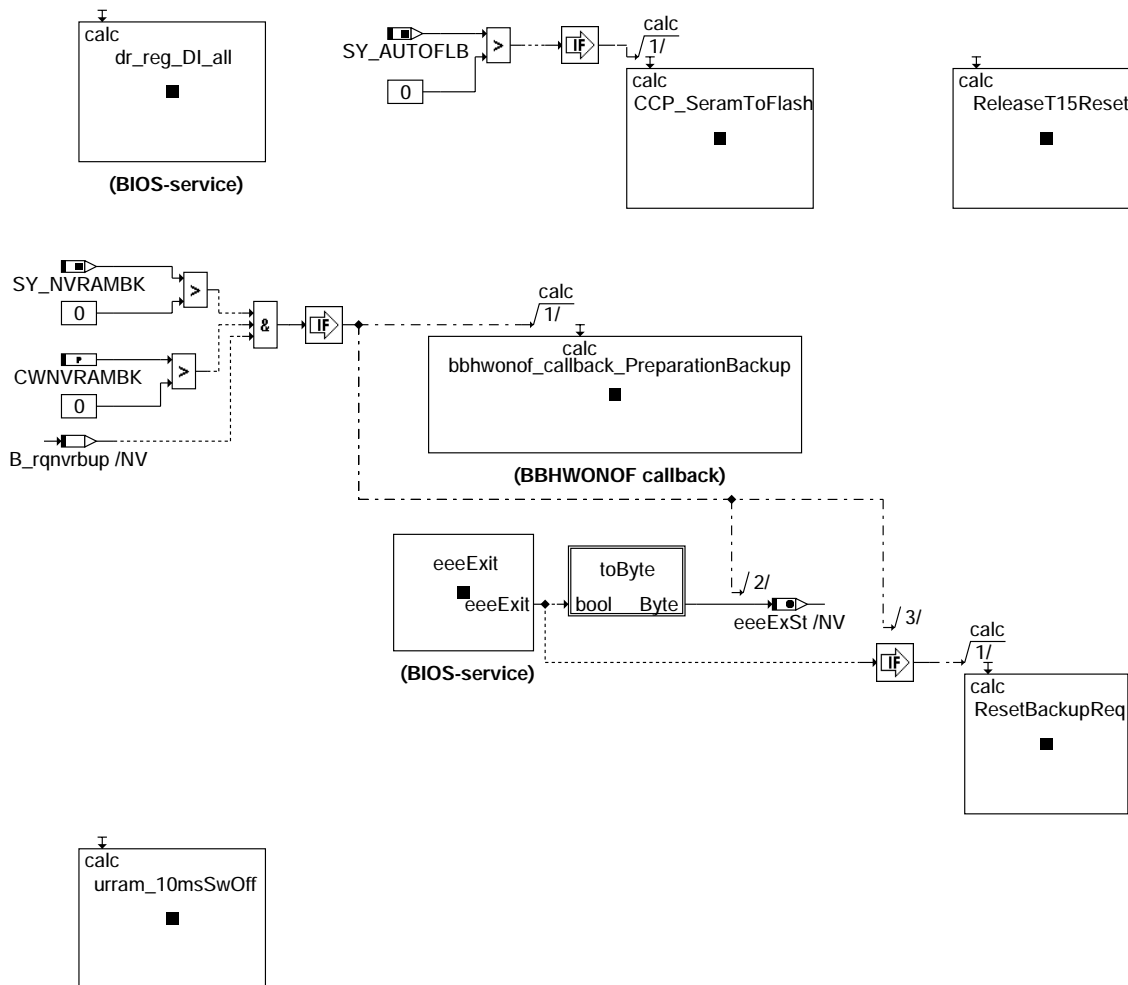 calc
dr_reg_DI_all
(BIOS-service)
SY_AUTOFLB
0
>
IF
calc
1/
calc
CCP_SeramToFlash
calc
ReleaseT15Reset
SY_NVRAMBK
0
>
CWNVRAMBK
P
0
>
B_rqnvrbup /NV
&
IF
calc
1/
calc
bbhwonof_callback_PreparationBackup
(BBHWONOF callback)
eeeExit
eeeExit
(BIOS-service)
toByte
bool Byte
2/
eeeExSt /NV
3/
IF
calc
1/
calc
ResetBackupReq
calc
urram_10msSwOff